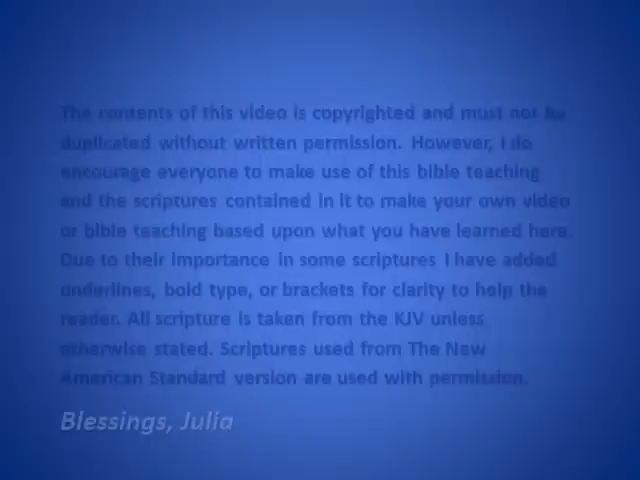 The contents of this video is copyrighted and must not be
duplicated without written permission. However, I do
encourage everyone to make use of this bible teaching
and the scriptures contained in it to make your own video
or bible teaching based upon what you have learned here.
Due to their importance in some scriptures I have added
underlines, bold type, or brackets for clarity to help the
reader. All scripture is taken from the KJV unless
otherwise stated. Scriptures used from The New
American Standard version are used with permission.
Blessings, Julia